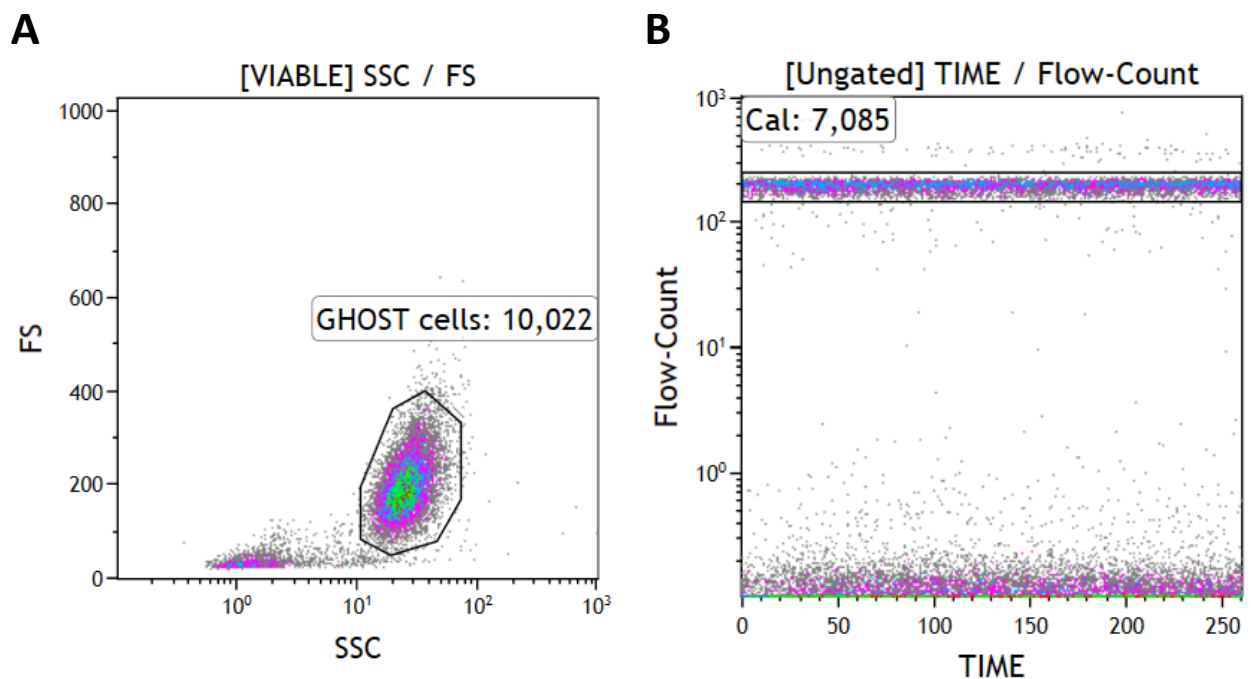 A
[VIABLE] SSC / FS
1000
800
600
400
200
0
FS
GHOST cells: 10,022
10⁰
10¹
10²
10³
SSC
B
[Ungated] TIME / Flow-Count
Cal: 7,085
10³
10²
10¹
10⁰
Flow-Count
0
50
100
150
200
250
TIME